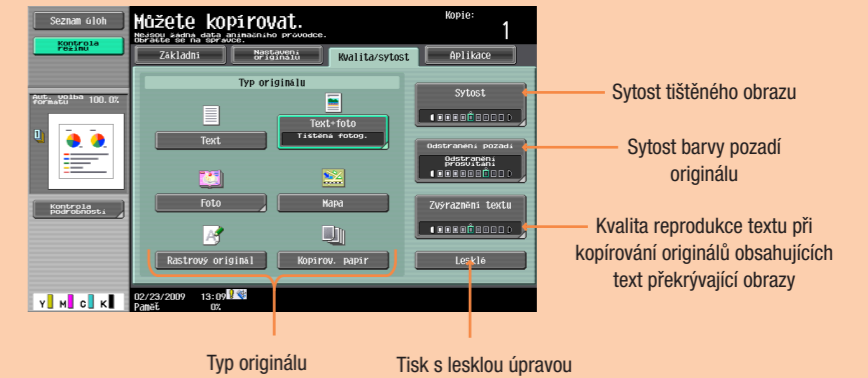 Seznam úloh
Můžete kopírovat.
Kopie:
1
Nejsou žádná data animačního průvodce.
Obraťte se na správce.
Kontrola
režimu
Základní
Nastavení
originálu
Kvalita/sytost
Aplikace
Typ originálu
Aut. volba
formátu
100.0%
Text
Text+foto
Tištěná fotog.
Foto
Mapa
Rastrový originál
Kopírov. papír
Sytost
Odstranění pozadí
Odstranění
prosvítání
Zvýraznění textu
Lesklé
Kontrola
podrobností
Y M C K
02/23/2009 13:09
Paměť 0%
Sytost tištěného obrazu
Sytost barvy pozadí
originálu
Kvalita reprodukce textu při
kopírování originálů obsahujících
text překrývající obrazy
Typ originálu
Tisk s lesklou úpravou